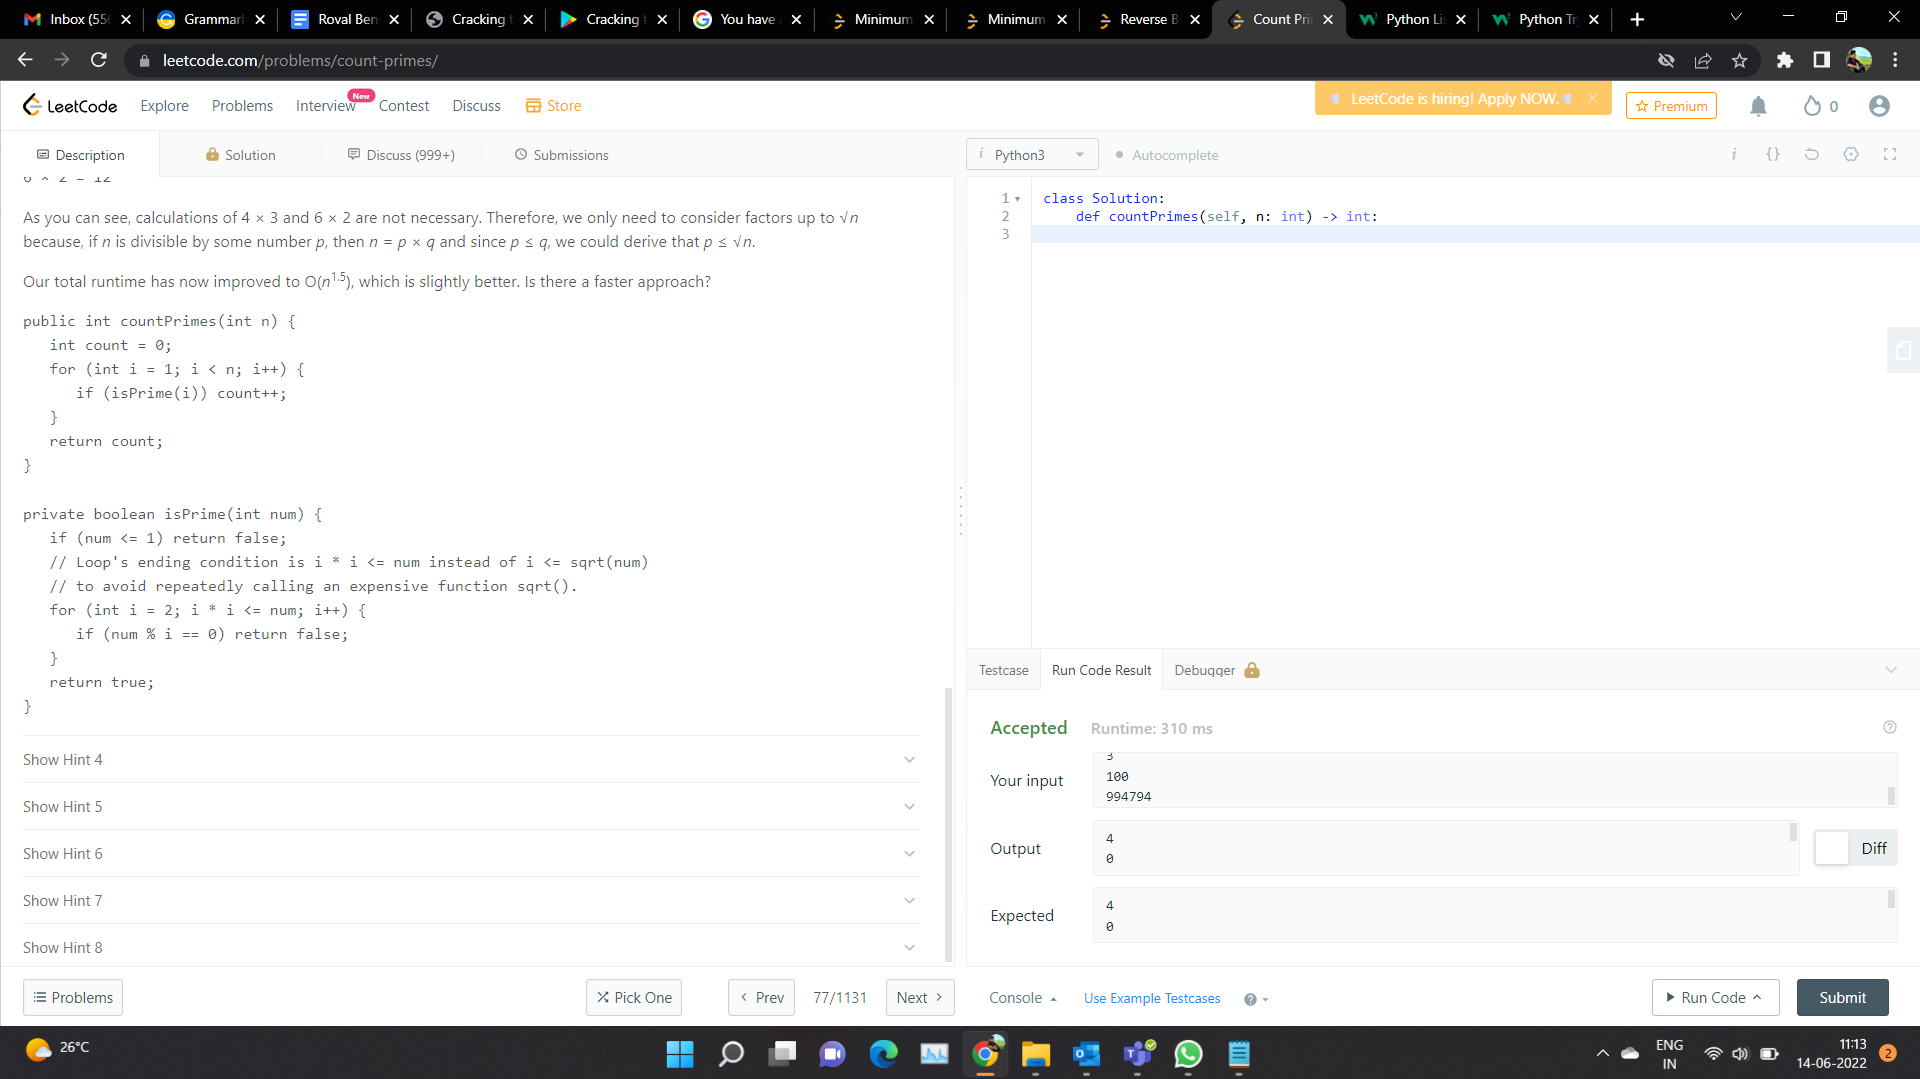 Inbox (55
Grammarl
Roval Ben
Cracking t
Cracking t
You have a
Minimum
Minimum
Reverse B
Count Pri
Python Li
Python Tr
leetcode.com/problems/count-primes/
LeetCode
Explore
Problems
Interview
New
Contest
Discuss
Store
LeetCode is hiring! Apply NOW.
Premium
0
Description
Solution
Discuss (999+)
Submissions
i Python3
Autocomplete
6 × 2 = 12
As you can see, calculations of 4 × 3 and 6 × 2 are not necessary. Therefore, we only need to consider factors up to √n
because, if n is divisible by some number p, then n = p × q and since p ≤ q, we could derive that p ≤ √n.
Our total runtime has now improved to O(n^1.5), which is slightly better. Is there a faster approach?
public int countPrimes(int n) {
   int count = 0;
   for (int i = 1; i < n; i++) {
      if (isPrime(i)) count++;
   }
   return count;
}
private boolean isPrime(int num) {
   if (num <= 1) return false;
   // Loop's ending condition is i * i <= num instead of i <= sqrt(num)
   // to avoid repeatedly calling an expensive function sqrt().
   for (int i = 2; i * i <= num; i++) {
      if (num % i == 0) return false;
   }
   return true;
}
Show Hint 4
Show Hint 5
Show Hint 6
Show Hint 7
Show Hint 8
Problems
Pick One
Prev
77/1131
Next
1 class Solution:
2     def countPrimes(self, n: int) -> int:
3
Testcase
Run Code Result
Debugger
Accepted
Runtime: 310 ms
Your input
3
100
994794
Output
4
0
Diff
Expected
4
0
Console
Use Example Testcases
Run Code
Submit
26°C
ENG
IN
11:13
14-06-2022
2